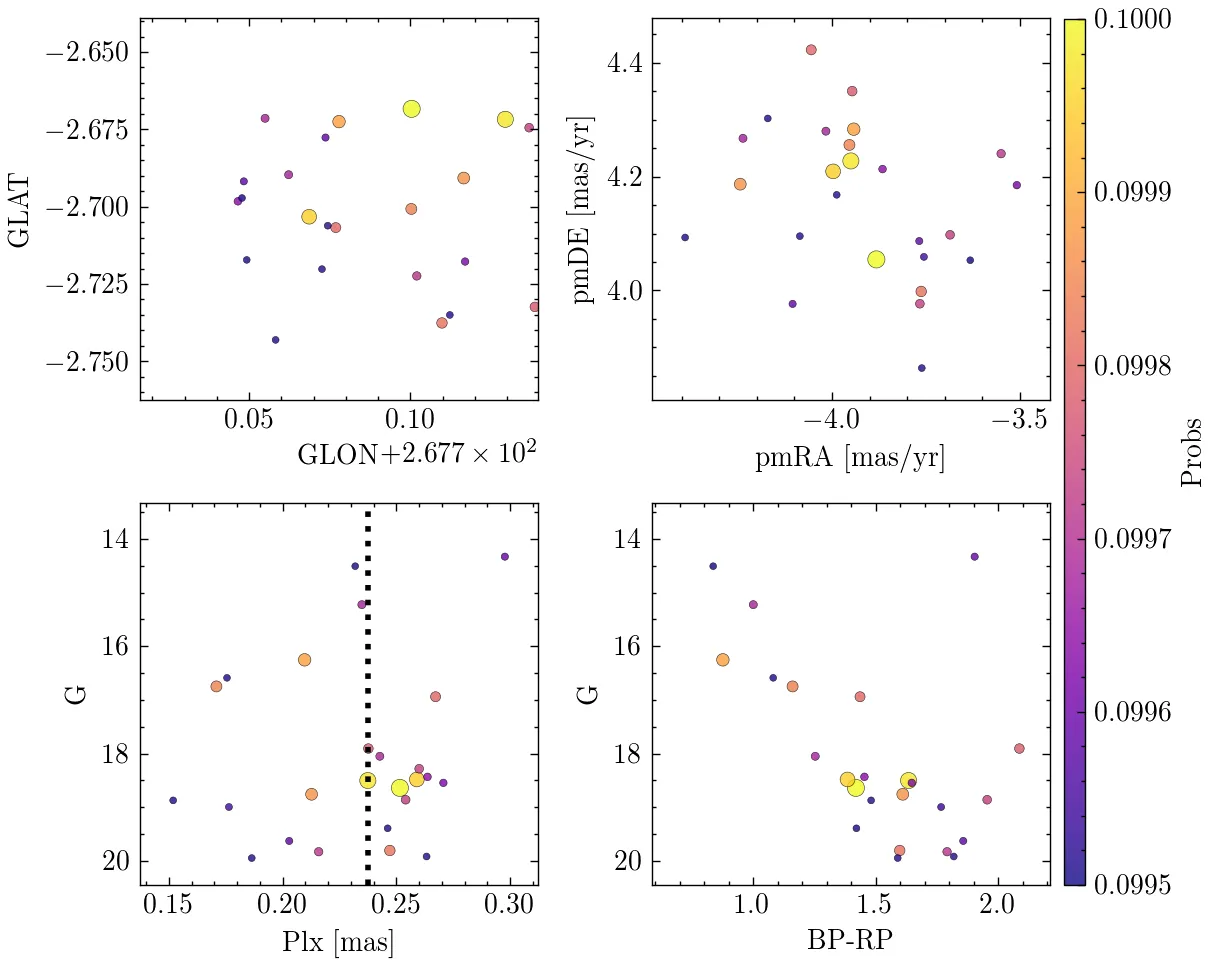 −2.650
−2.675
−2.700
−2.725
−2.750
GLAT
0.05 0.10
GLON+2.677 × 10²
4.4
4.2
4.0
pmDE [mas/yr]
−4.0 −3.5
pmRA [mas/yr]
14
16
18
20
G
0.15 0.20 0.25 0.30
Plx [mas]
14
16
18
20
G
1.0 1.5 2.0
BP-RP
0.1000
0.0999
0.0998
0.0997
0.0996
0.0995
Probs